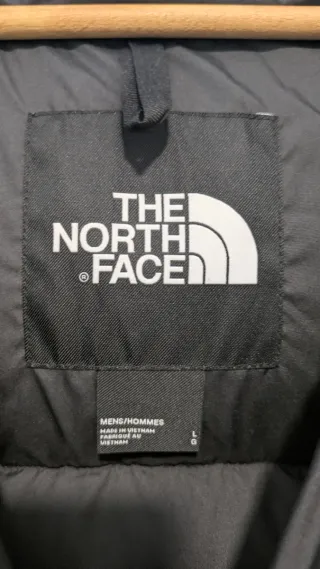 THE
NORTH
® FACE
MENS/HOMMES
MADE IN VIETNAM
FABRIQUÉ AU
VIETNAM
L
G